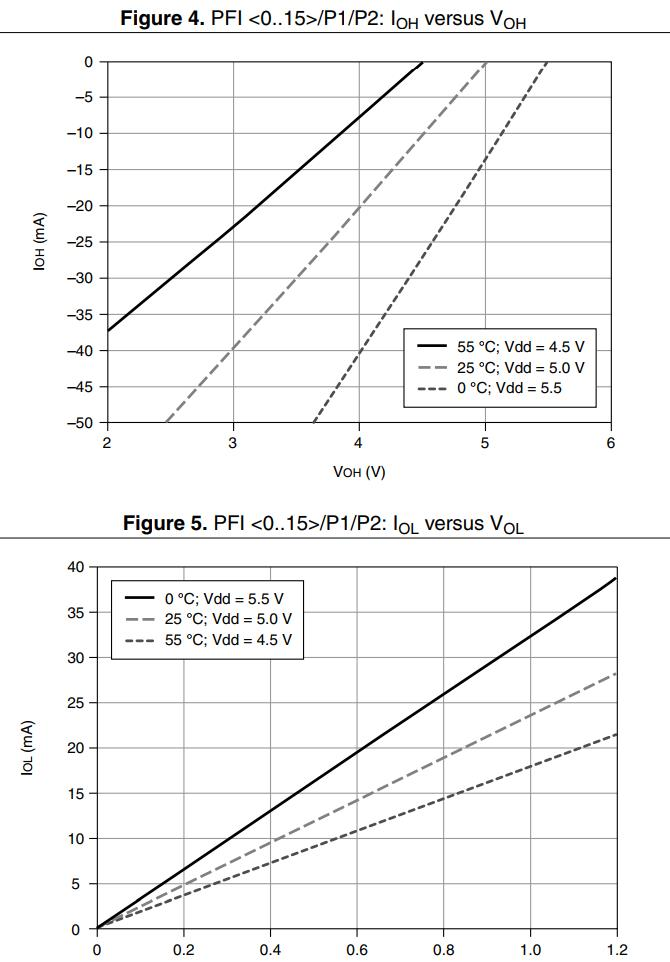 Figure 4. PFI <0..15>/P1/P2: IOH versus VOH
0
–5
–10
–15
–20
–25
–30
–35
–40
–45
–50
IOH (mA)
55 °C; Vdd = 4.5 V
25 °C; Vdd = 5.0 V
0 °C; Vdd = 5.5
2 3 4 5 6
VOH (V)
Figure 5. PFI <0..15>/P1/P2: IOL versus VOL
40
35
30
25
20
15
10
5
0
IOL (mA)
0 °C; Vdd = 5.5 V
25 °C; Vdd = 5.0 V
55 °C; Vdd = 4.5 V
0 0.2 0.4 0.6 0.8 1.0 1.2